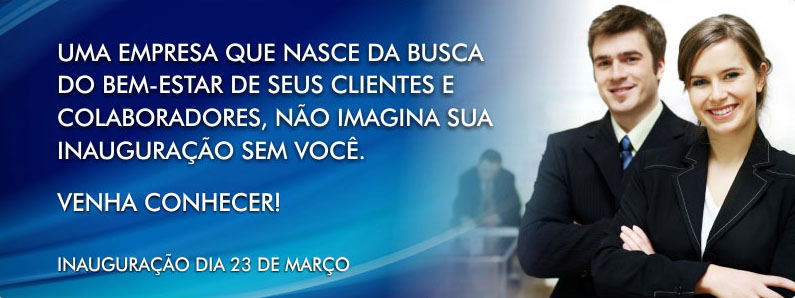 UMA EMPRESA QUE NASCE DA BUSCA
DO BEM-ESTAR DE SEUS CLIENTES E
COLABORADORES, NÃO IMAGINA SUA
INAUGURAÇÃO SEM VOCÊ.
VENHA CONHECER!
INAUGURAÇÃO DIA 23 DE MARÇO